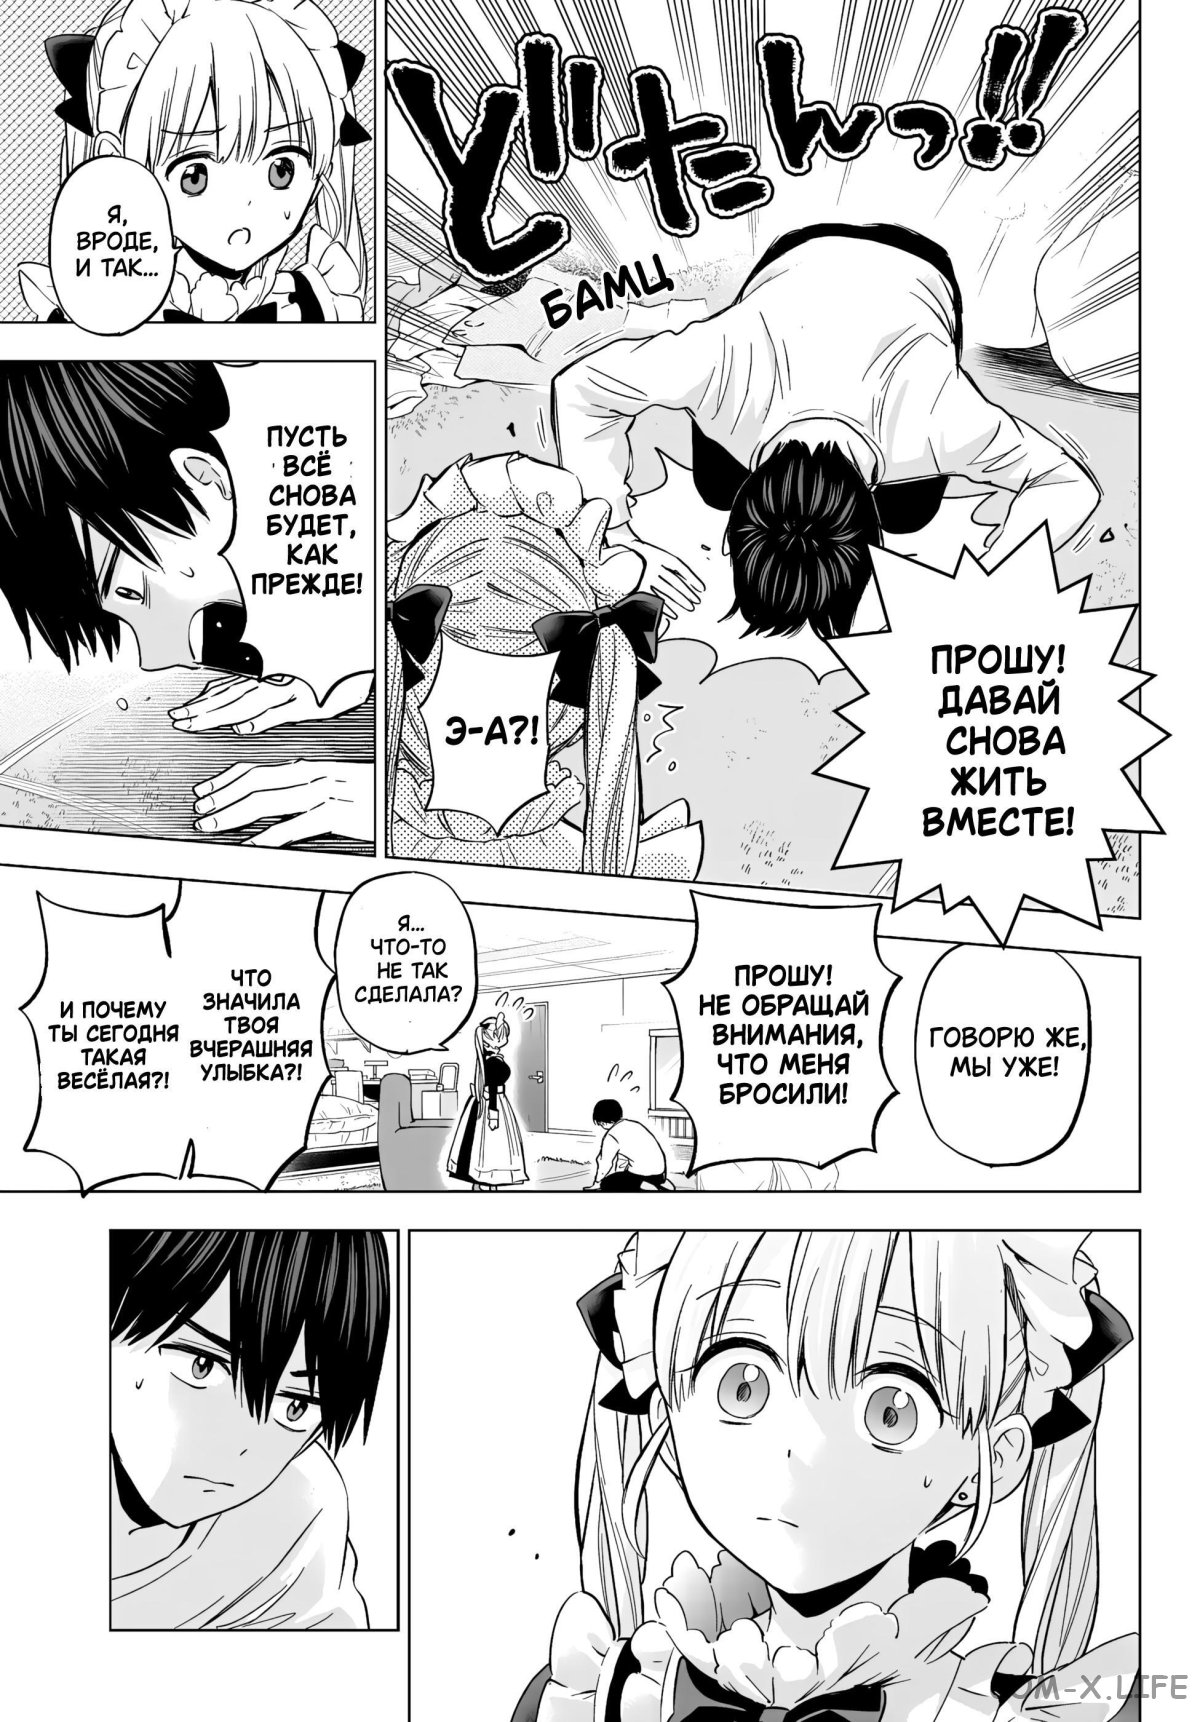 どたんっ!!
БАМЦ
ПРОШУ!
ДАВАЙ
СНОВА
ЖИТЬ
ВМЕСТЕ!
Э-А?!
Я,
ВРОДЕ,
И ТАК...
ПУСТЬ
ВСЁ
СНОВА
БУДЕТ,
КАК
ПРЕЖДЕ!
ГОВОРЮ ЖЕ,
МЫ УЖЕ!
ПРОШУ!
НЕ ОБРАЩАЙ
ВНИМАНИЯ,
ЧТО МЕНЯ
БРОСИЛИ!
Я...
ЧТО-ТО
НЕ ТАК
СДЕЛАЛА?
ЧТО
ЗНАЧИЛА
ТВОЯ
ВЧЕРАШНЯЯ
УЛЫБКА?!
И ПОЧЕМУ
ТЫ СЕГОДНЯ
ТАКАЯ
ВЕСЁЛАЯ?!
COM-X.LIFE